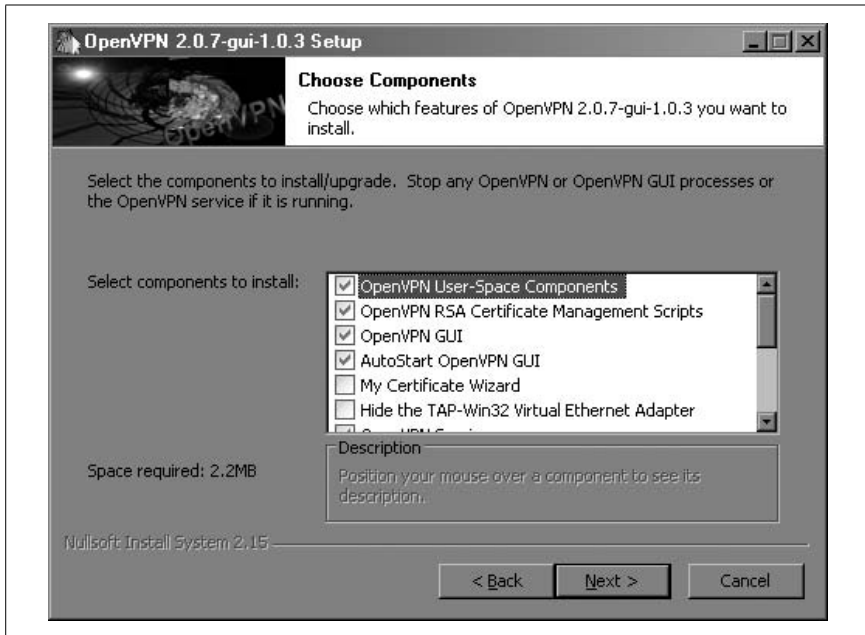 OpenVPN 2.0.7-gui-1.0.3 Setup
OpenVPN
Choose Components
Choose which features of OpenVPN 2.0.7-gui-1.0.3 you want to
install.
Select the components to install/upgrade. Stop any OpenVPN or OpenVPN GUI processes or
the OpenVPN service if it is running.
Select components to install:
OpenVPN User-Space Components
OpenVPN RSA Certificate Management Scripts
OpenVPN GUI
AutoStart OpenVPN GUI
My Certificate Wizard
Hide the TAP-Win32 Virtual Ethernet Adapter
Space required: 2.2MB
Description
Position your mouse over a component to see its
description.
Nullsoft Install System 2.15
< Back
Next >
Cancel